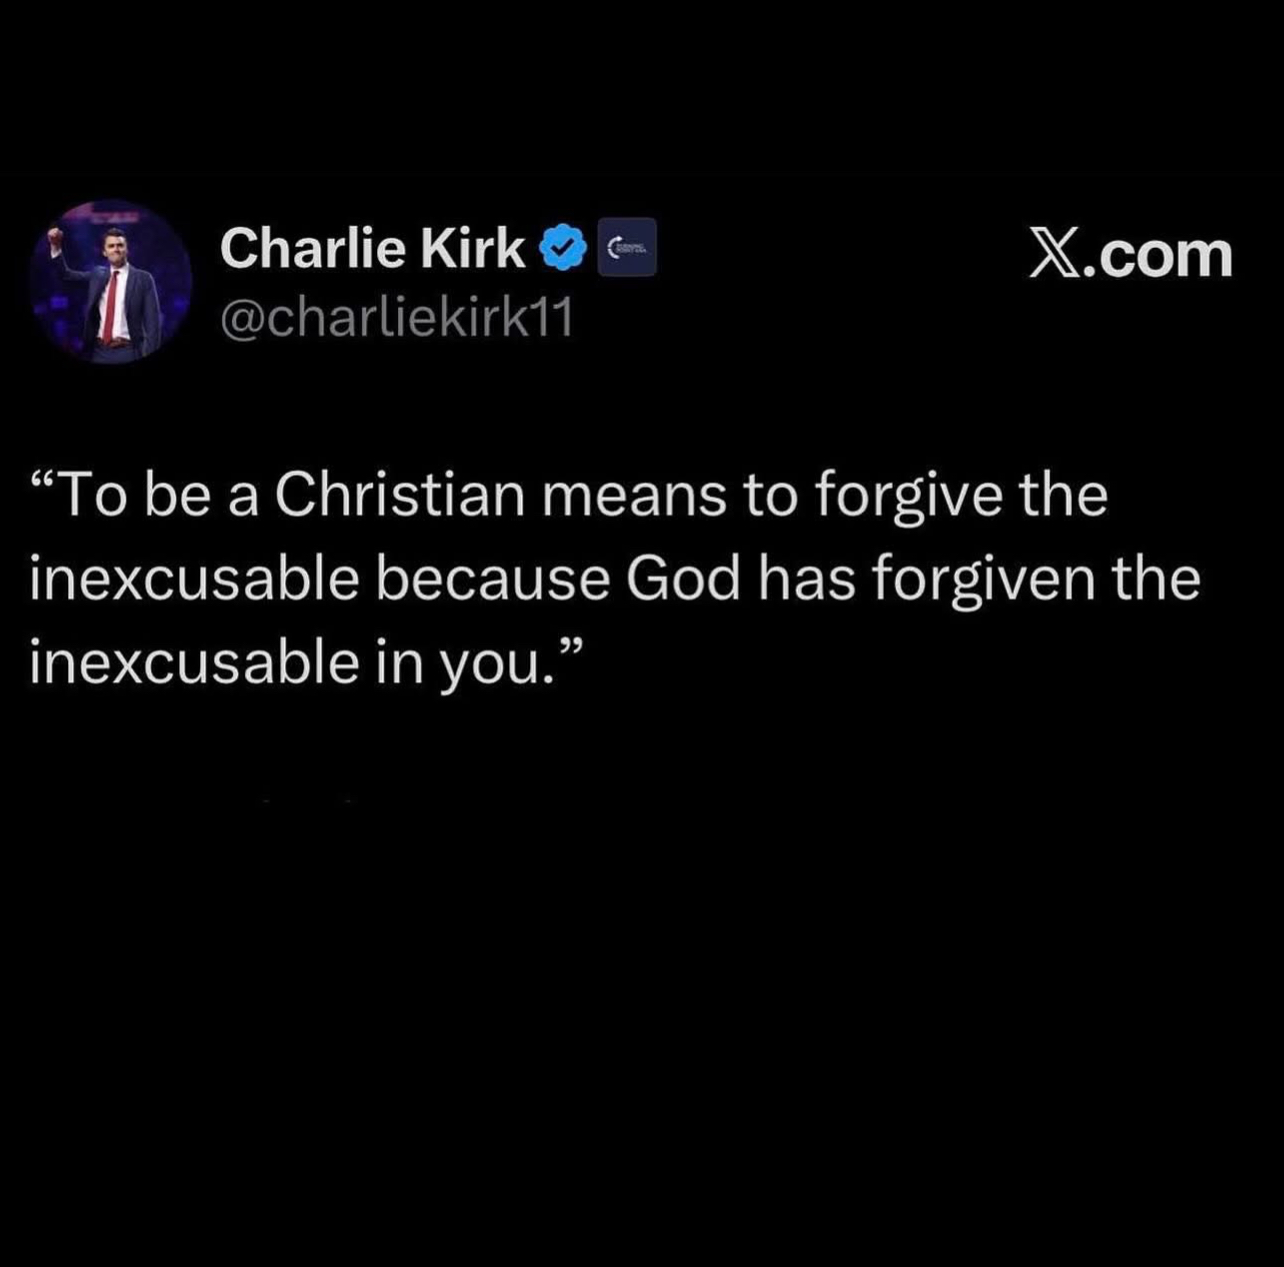 Charlie Kirk
X.com
@charliekirk11
“To be a Christian means to forgive the
inexcusable because God has forgiven the
inexcusable in you.”